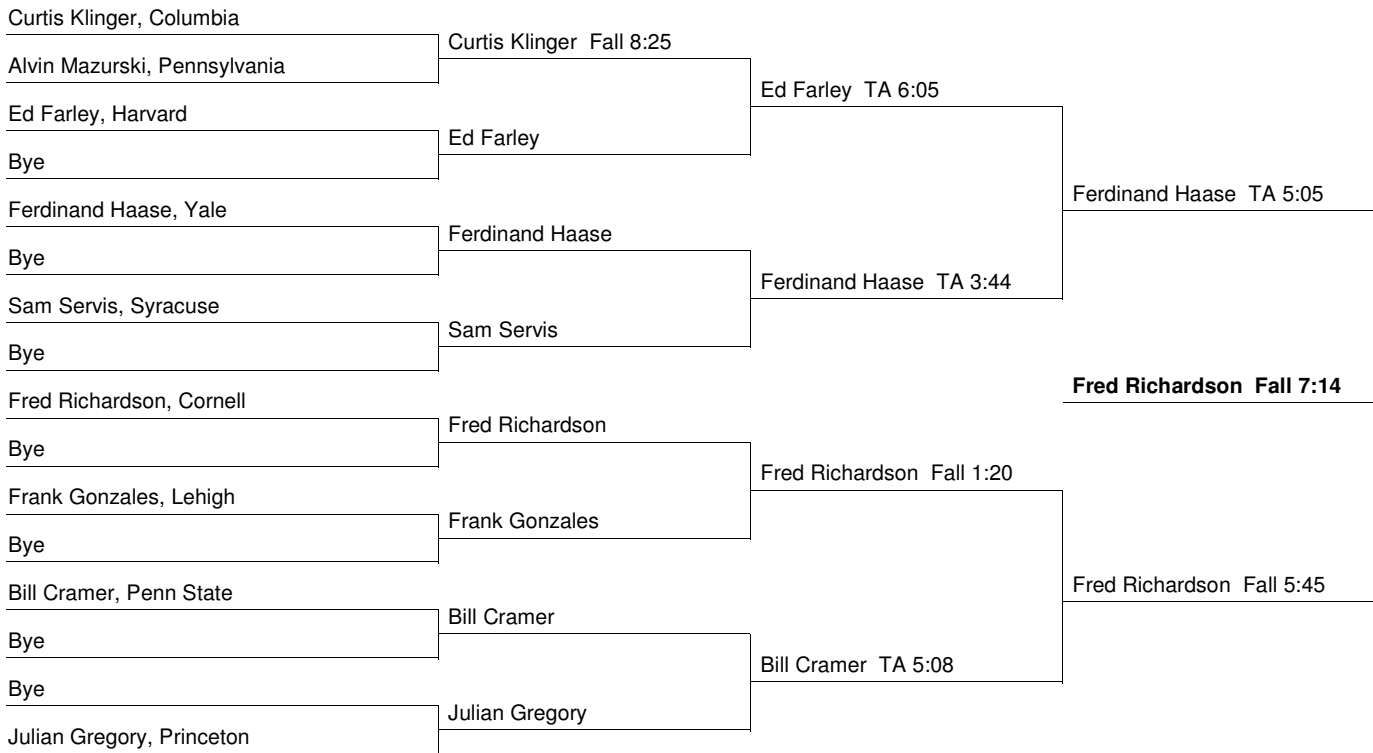 Curtis Klinger, Columbia
Alvin Mazurski, Pennsylvania
Ed Farley, Harvard
Bye
Ferdinand Haase, Yale
Bye
Sam Servis, Syracuse
Bye
Fred Richardson, Cornell
Bye
Frank Gonzales, Lehigh
Bye
Bill Cramer, Penn State
Bye
Bye
Julian Gregory, Princeton
Curtis Klinger Fall 8:25
Ed Farley
Ferdinand Haase
Sam Servis
Fred Richardson
Frank Gonzales
Bill Cramer
Julian Gregory
Ed Farley TA 6:05
Ferdinand Haase TA 3:44
Fred Richardson Fall 1:20
Bill Cramer TA 5:08
Ferdinand Haase TA 5:05
Fred Richardson Fall 7:14
Fred Richardson Fall 5:45